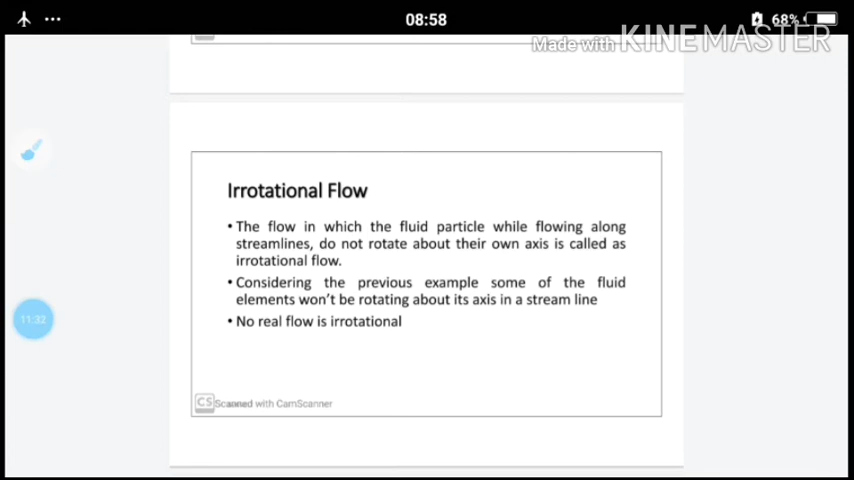 08:58
68%
Made with KINEMASTER
Irrotational Flow
• The flow in which the fluid particle while flowing along
streamlines, do not rotate about their own axis is called as
irrotational flow.
• Considering the previous example some of the fluid
elements won't be rotating about its axis in a stream line
• No real flow is irrotational
11:32
CS Scanned with CamScanner